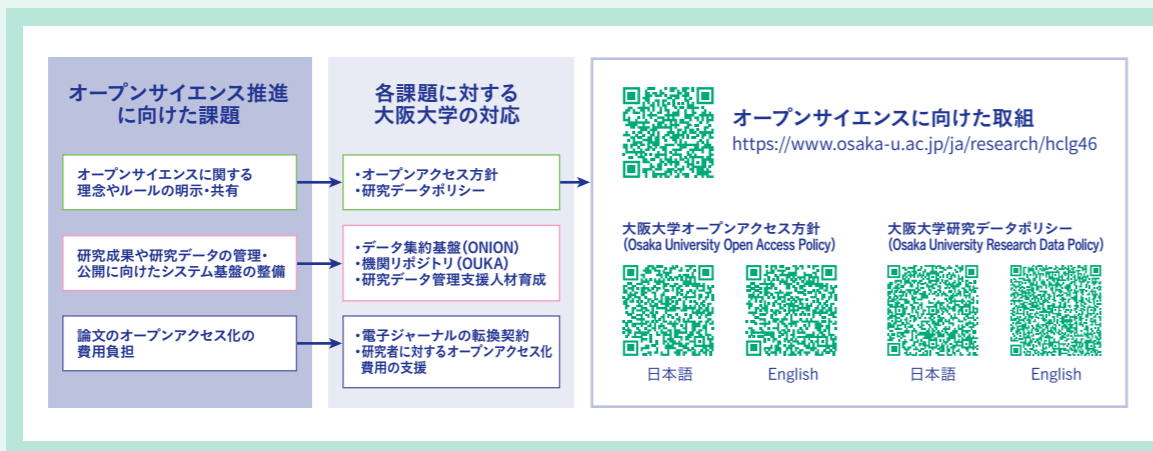 オープンサイエンス推進
に向けた課題
オープンサイエンスに関する
理念やルールの明示・共有
研究成果や研究データの管理・
公開に向けたシステム基盤の整備
論文のオープンアクセス化の
費用負担
各課題に対する
大阪大学の対応
・オープンアクセス方針
・研究データポリシー
・データ集約基盤(ONION)
・機関リポジトリ(OUKA)
・研究データ管理支援人材育成
・電子ジャーナルの転換契約
・研究者に対するオープンアクセス化
費用の支援
オープンサイエンスに向けた取組
https://www.osaka-u.ac.jp/ja/research/hclg46
大阪大学オープンアクセス方針
(Osaka University Open Access Policy)
日本語
English
大阪大学研究データポリシー
(Osaka University Research Data Policy)
日本語
English